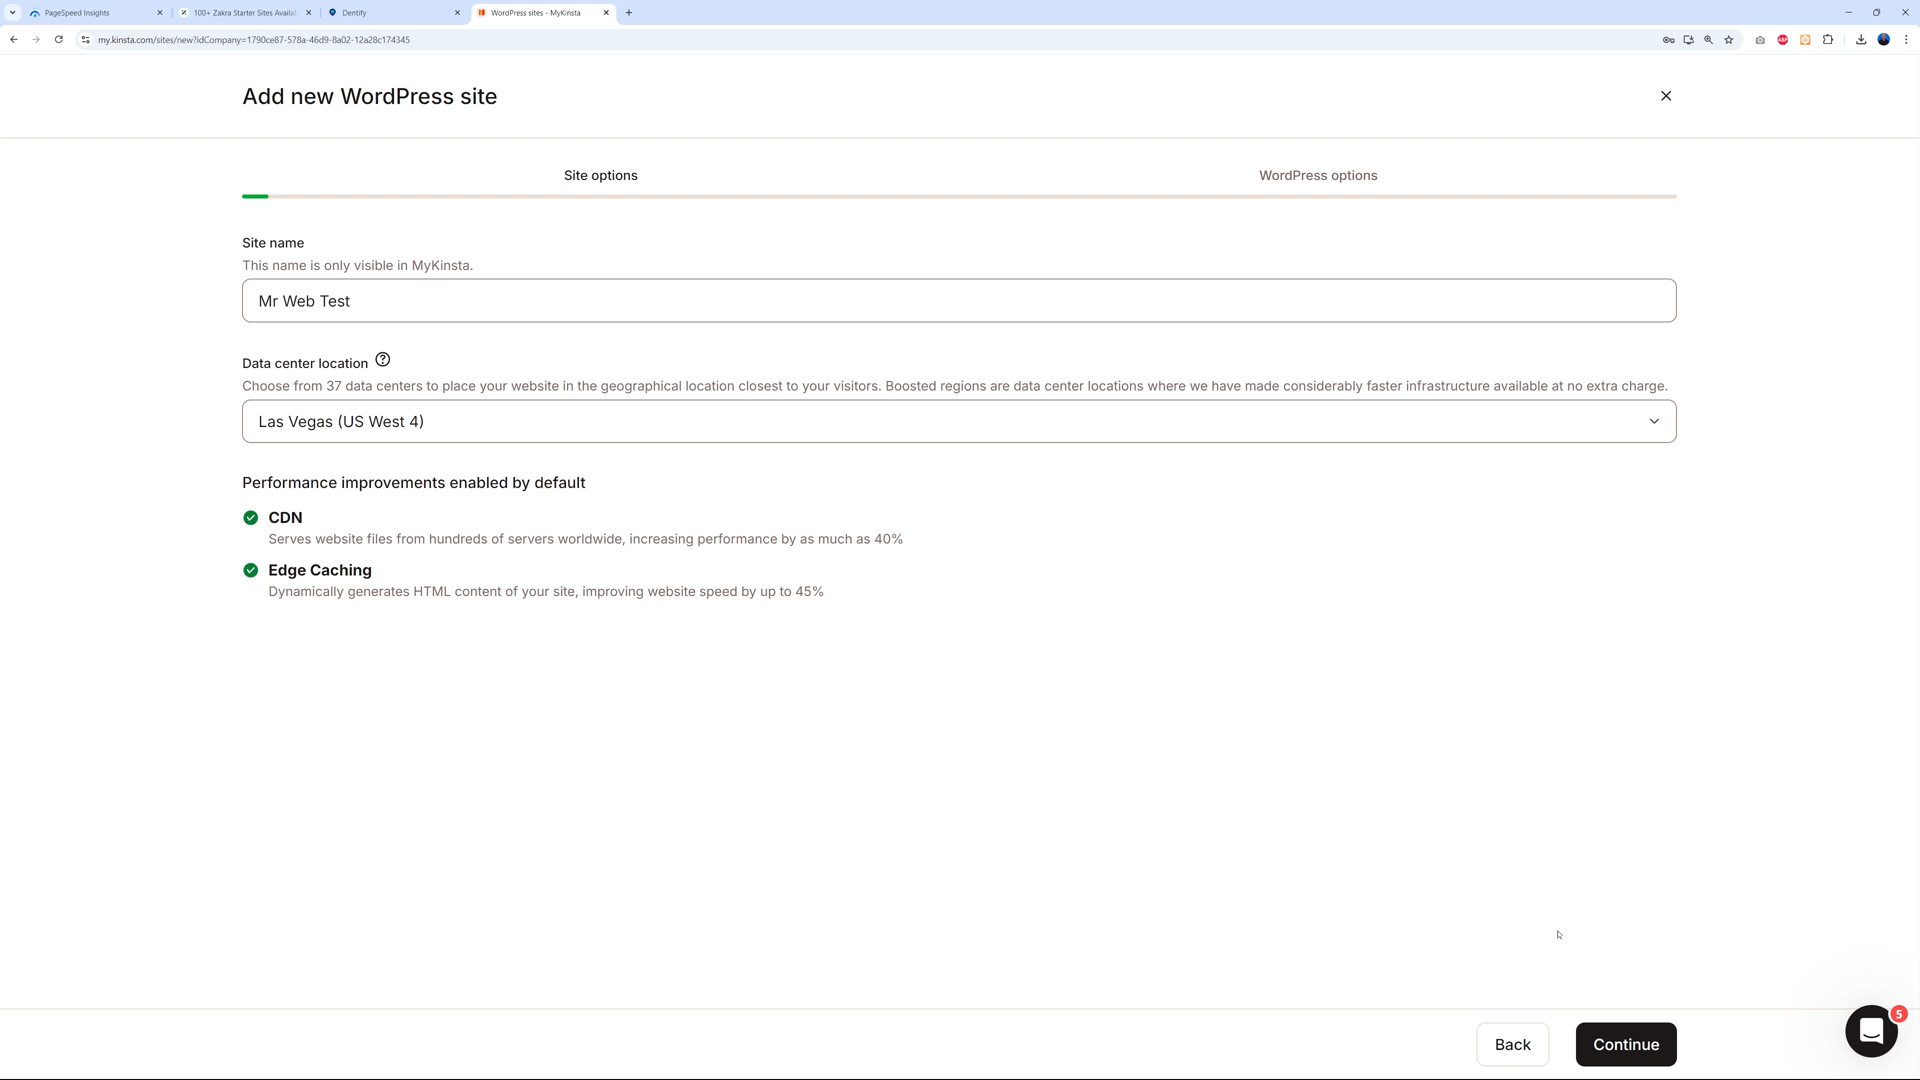 PageSpeed Insights
100+ Zakra Starter Sites Availa
Dentify
WordPress sites - MyKinsta
my.kinsta.com/sites/new?idCompany=1790ce87-578a-46d9-8a02-12a28c174345
ABP
Add new WordPress site
Site options
WordPress options
Site name
This name is only visible in MyKinsta.
Mr Web Test
Data center location
Choose from 37 data centers to place your website in the geographical location closest to your visitors. Boosted regions are data center locations where we have made considerably faster infrastructure available at no extra charge.
Las Vegas (US West 4)
Performance improvements enabled by default
CDN
Serves website files from hundreds of servers worldwide, increasing performance by as much as 40%
Edge Caching
Dynamically generates HTML content of your site, improving website speed by up to 45%
5
Back
Continue